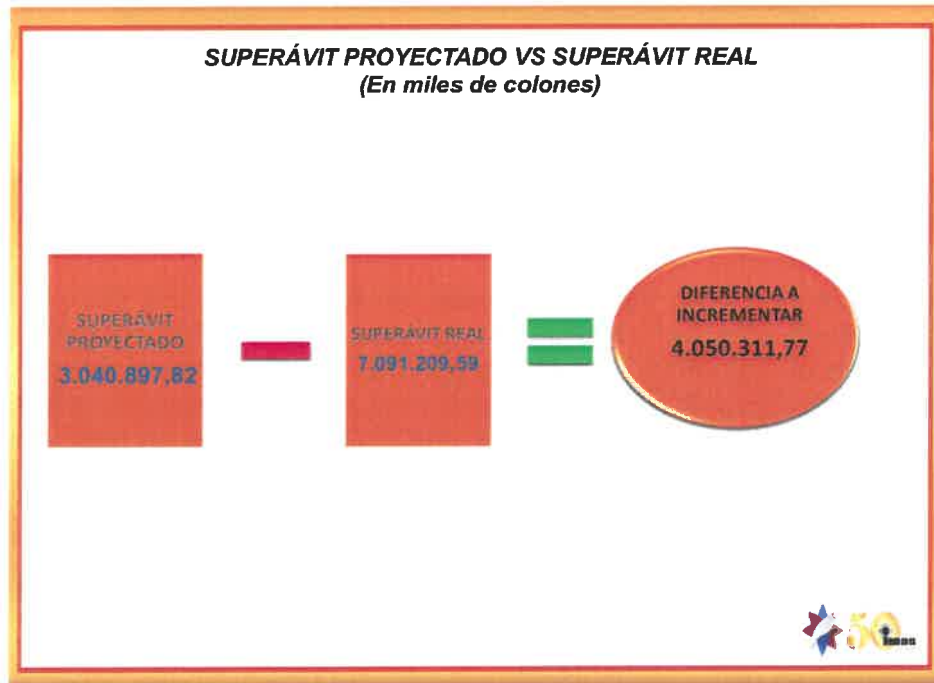 SUPERÁVIT PROYECTADO VS SUPERÁVIT REAL
(En miles de colones)
SUPERÁVIT
PROYECTADO
3.040.897,82
SUPERÁVIT REAL
7.091.209,59
DIFERENCIA A
INCREMENTAR
4.050.311,77
50